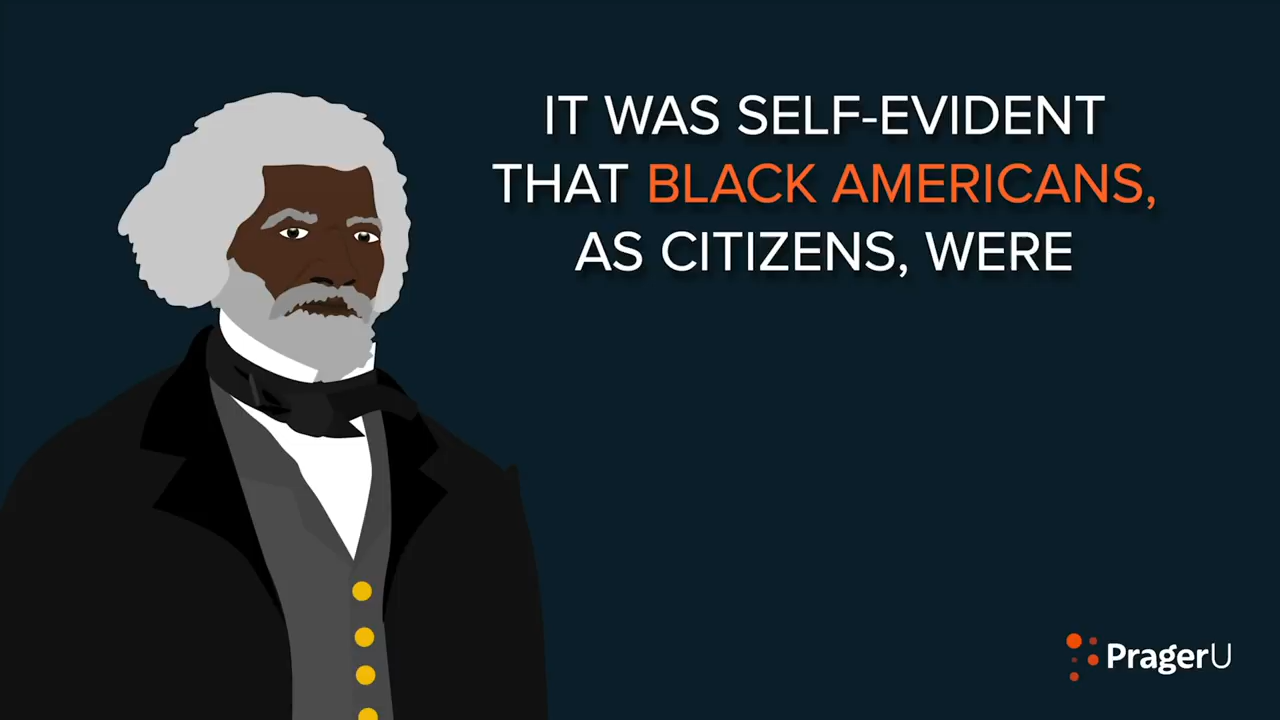 IT WAS SELF-EVIDENT
THAT BLACK AMERICANS,
AS CITIZENS, WERE
PragerU